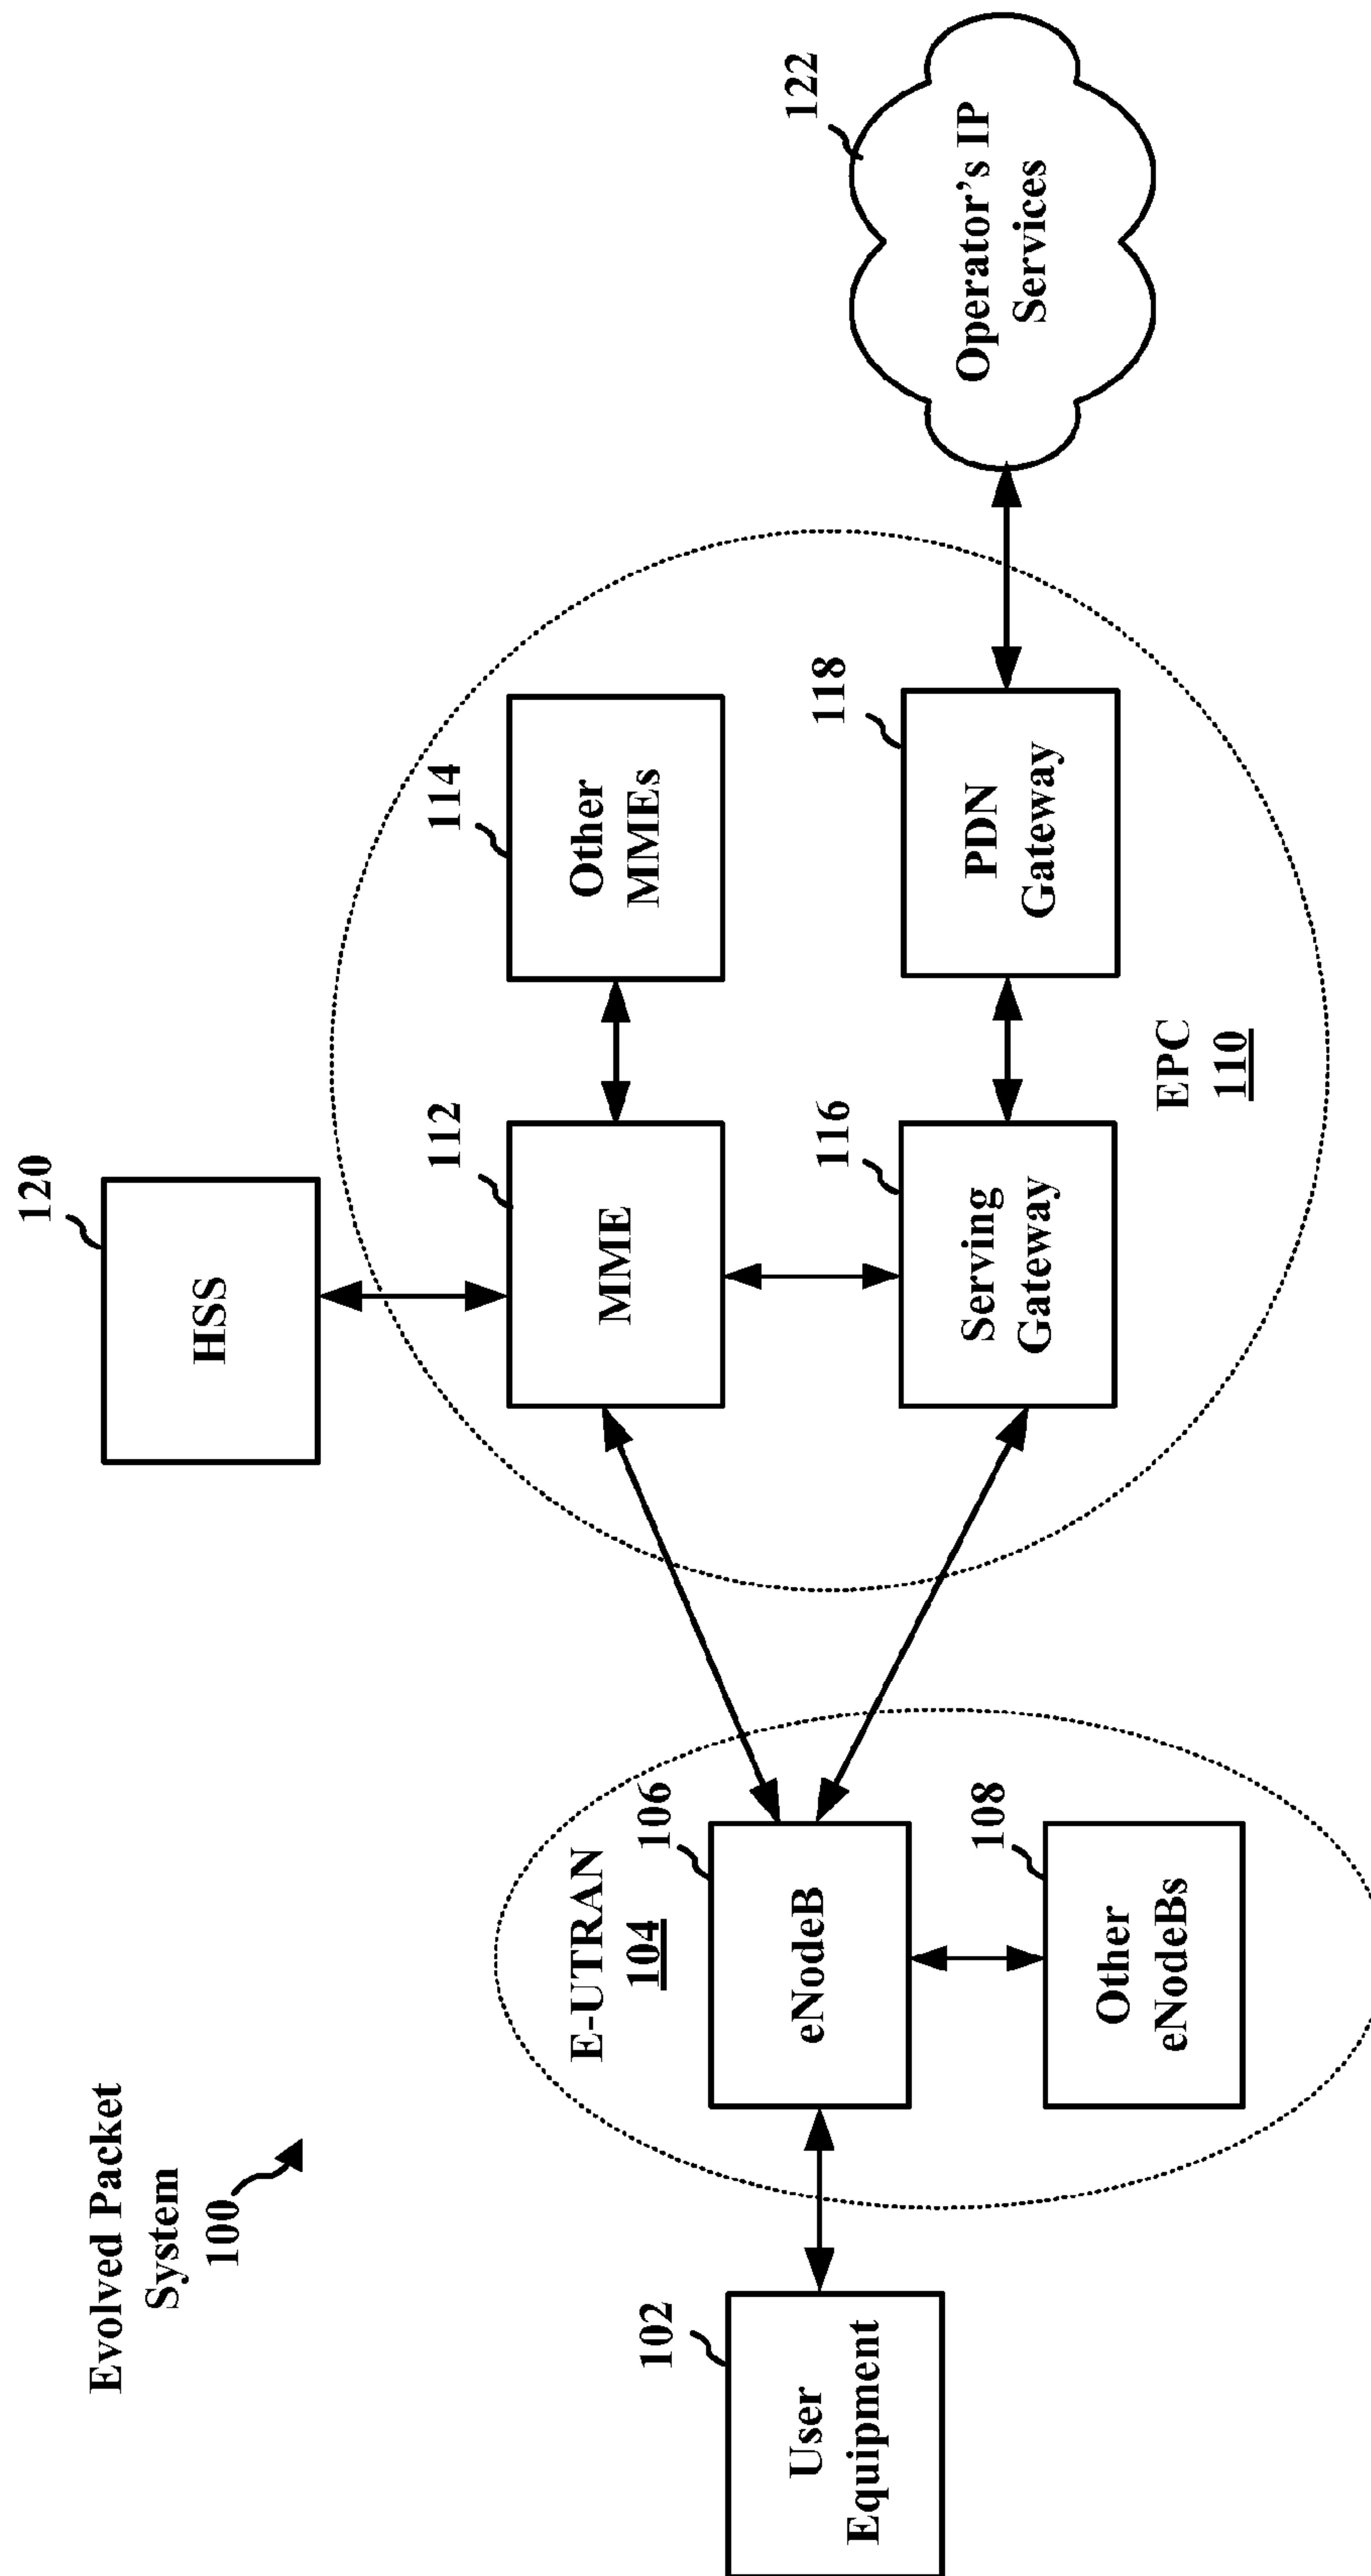 Evolved Packet
System
100
120
HSS
112
MME
114
Other
MMEs
E-UTRAN
104
106
eNodeB
102
User
Equipment
108
Other
eNodeBs
116
Serving
Gateway
118
PDN
Gateway
EPC
110
122
Operator's IP
Services